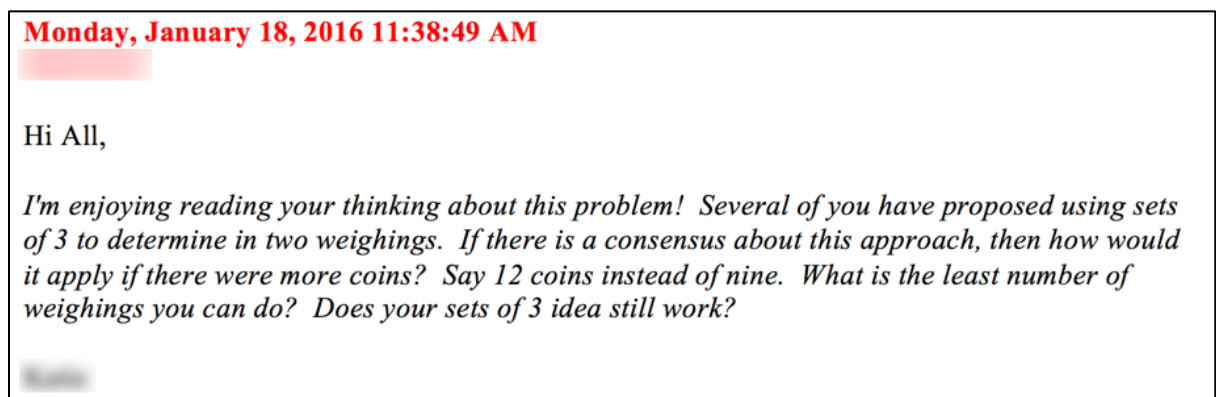 Monday, January 18, 2016 11:38:49 AM
Hi All,
I'm enjoying reading your thinking about this problem!  Several of you have proposed using sets
of 3 to determine in two weighings.  If there is a consensus about this approach, then how would
it apply if there were more coins?  Say 12 coins instead of nine.  What is the least number of
weighings you can do?  Does your sets of 3 idea still work?